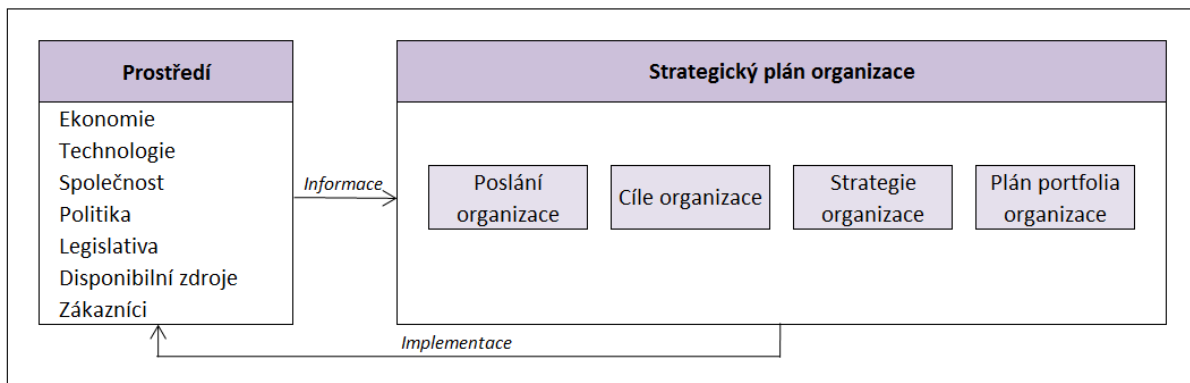 Prostředí
Ekonomie
Technologie
Společnost
Politika
Legislativa
Disponibilní zdroje
Zákazníci
Informace
Strategický plán organizace
Poslání
organizace
Cíle organizace
Strategie
organizace
Plán portfolia
organizace
Implementace